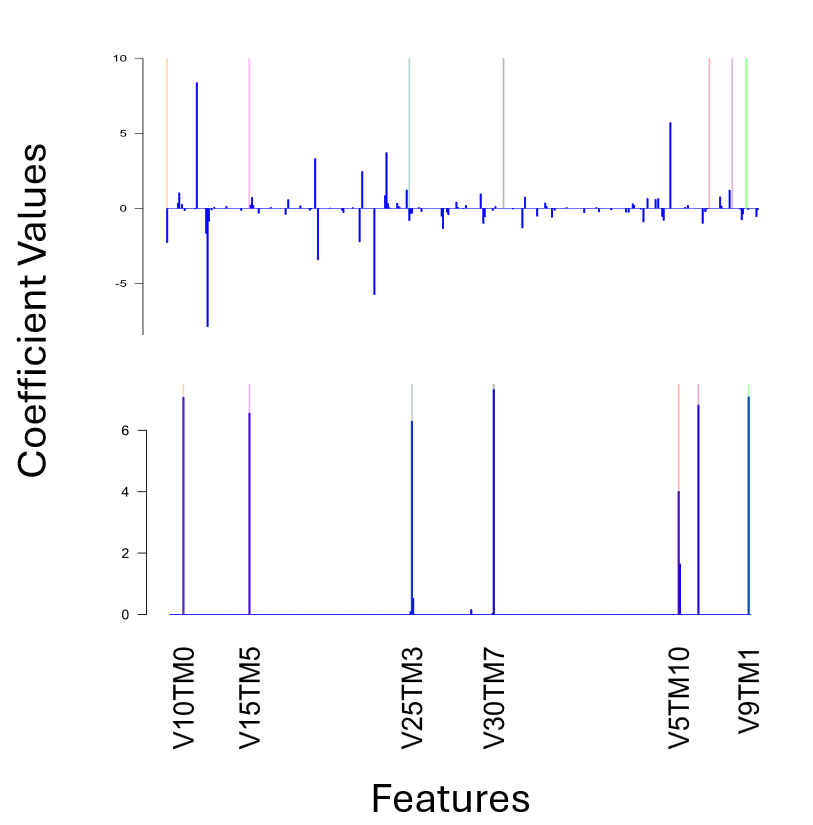 Coefficient Values
10
5
0
-5
6
4
2
0
V10TM0
V15TM5
V25TM3
V30TM7
V5TM10
V9TM1
Features